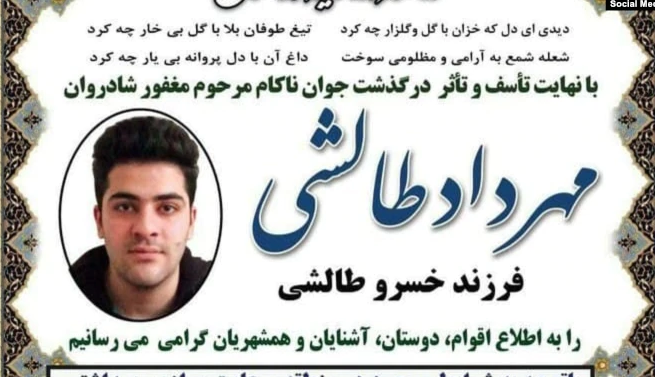 Social Me
دیدی ای دل که خزان با گل وگلزار چه کرد
تیغ طوفان بلا با گل بی خار چه کرد
شعله شمع به آرامی و مظلومی سوخت
داغ آن با دل پروانه بی یار چه کرد
با نهایت تأسف و تأثر درگذشت جوان ناکام مرحوم مغفور شادروان
مهرداد طالشی
فرزند خسرو طالشی
را به اطلاع اقوام، دوستان، آشنایان و همشهریان گرامی می رسانیم